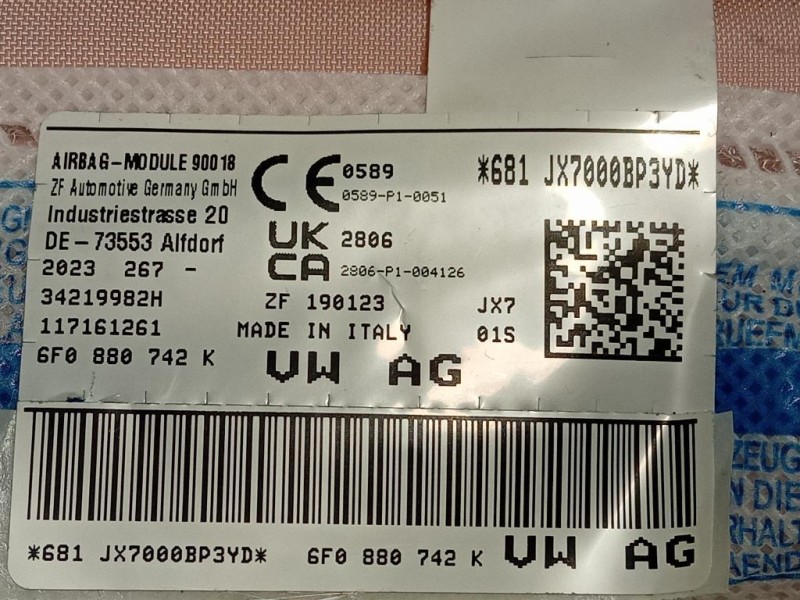 AIRBAG-MODULE 90018
ZF Automotive Germany GmbH
Industriestrasse 20
DE-73553 Alfdorf
2023 267 -
34219982H
117161261
6F0 880 742 K
CE 0589
0589-P1-0051
UK CA 2806
2806-P1-004126
ZF 190123 JX7
MADE IN ITALY 01S
VW AG
*681 JX7000BP3YD*
*681 JX7000BP3YD* 6F0 880 742 K VW AG